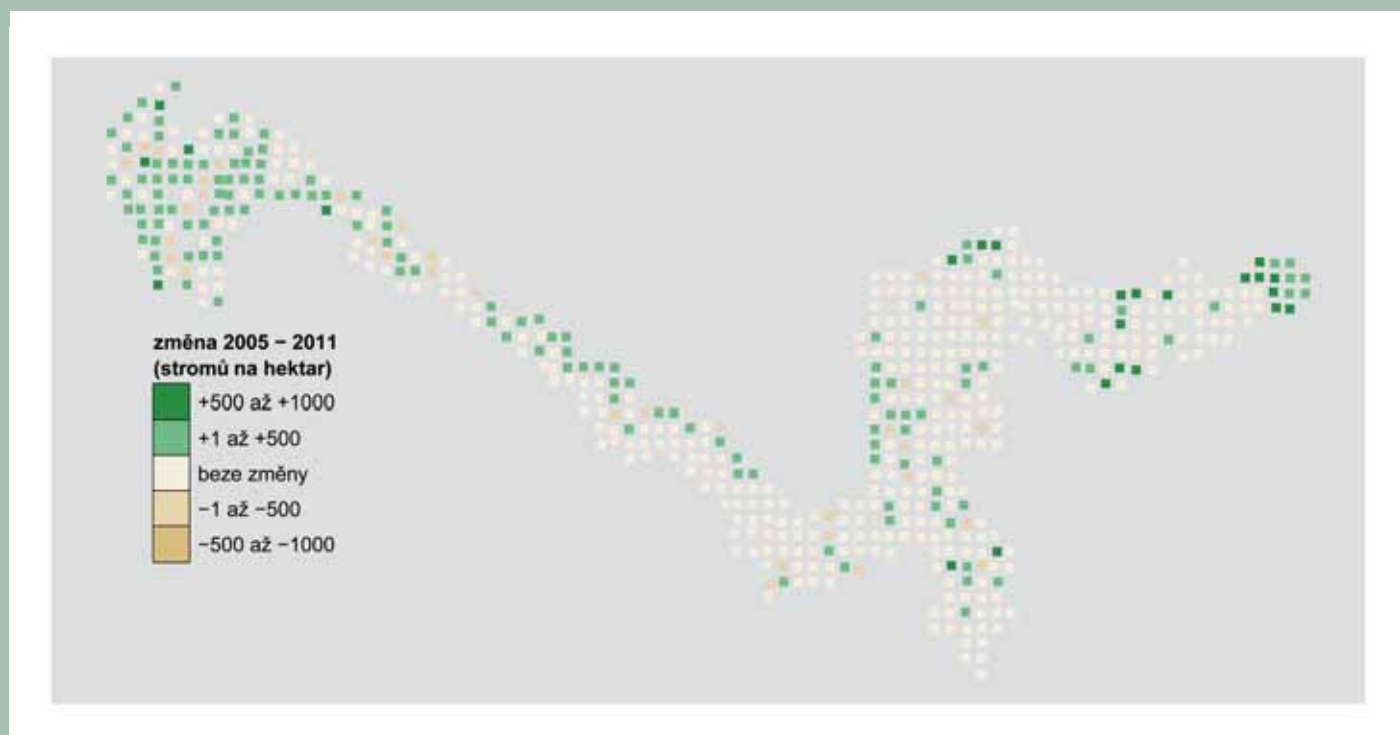 změna 2005 – 2011
(stromů na hektar)
+500 až +1000
+1 až +500
beze změny
−1 až −500
−500 až −1000